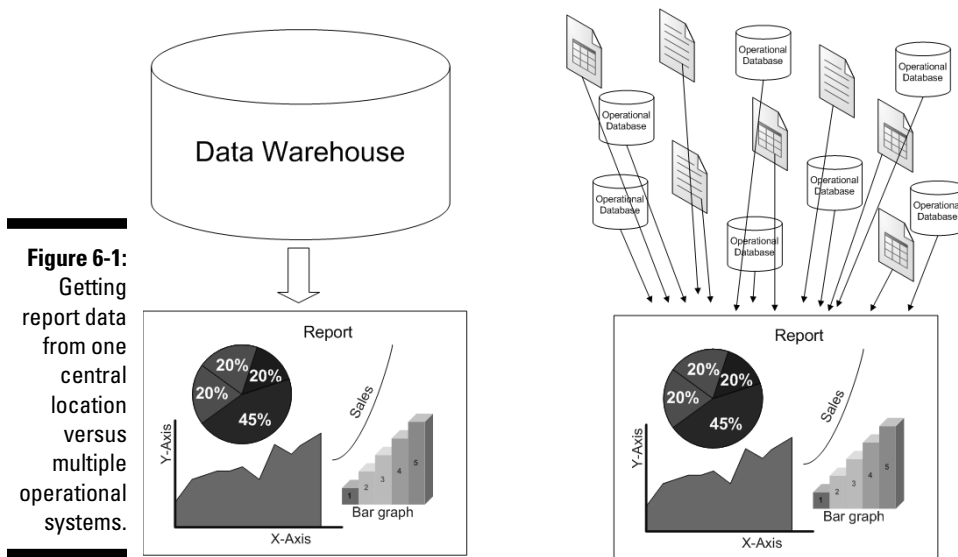 Figure 6-1:
Getting
report data
from one
central
location
versus
multiple
operational
systems.
Data Warehouse
Report
20%
20%
20%
45%
Sales
Y-Axis
X-Axis
1
2
3
4
5
Bar graph
Operational
Database
Operational
Database
Operational
Database
Operational
Database
Operational
Database
Operational
Database
Operational
Database
Report
20%
20%
20%
45%
Sales
Y-Axis
X-Axis
1
2
3
4
5
Bar graph